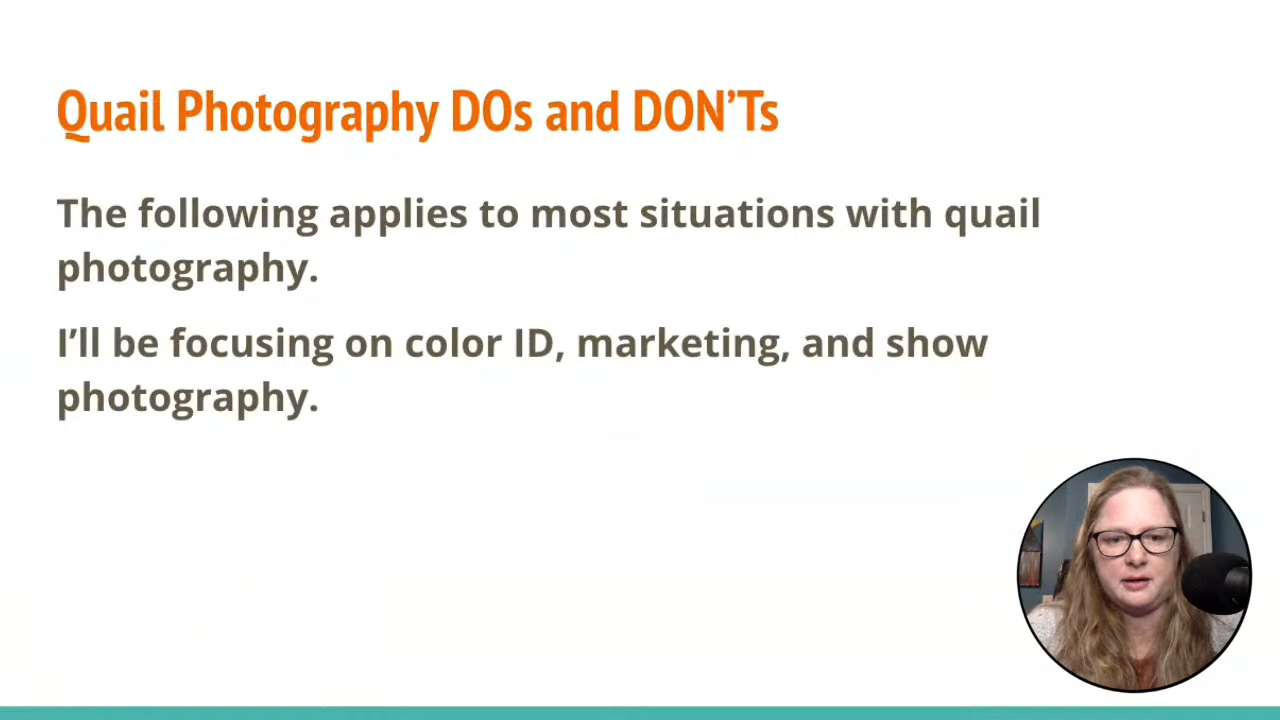 Quail Photography DOs and DON’Ts
The following applies to most situations with quail
photography.
I’ll be focusing on color ID, marketing, and show
photography.